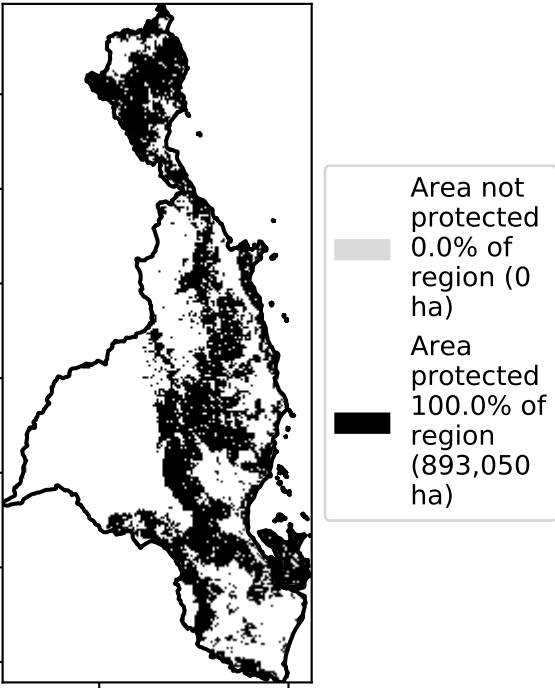 Area not
protected
0.0% of
region (0
ha)
Area
protected
100.0% of
region
(893,050
ha)